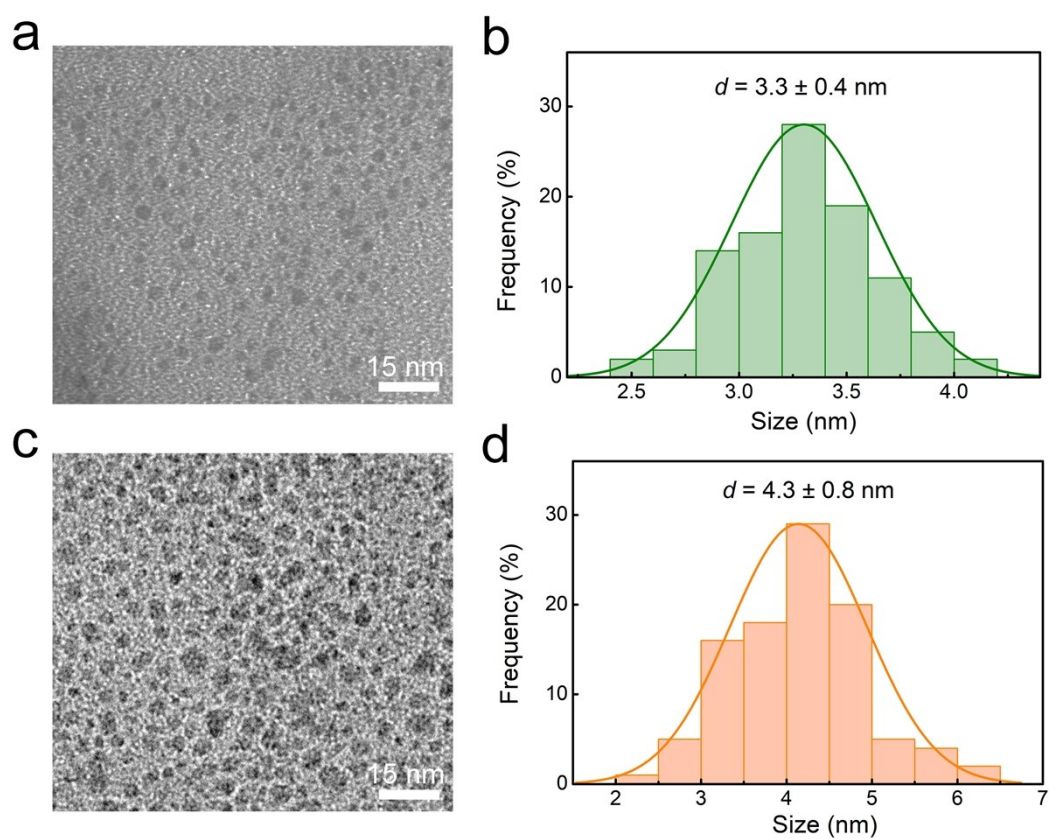 a
15 nm
b
d = 3.3 ± 0.4 nm
30
20
10
0
2.5 3.0 3.5 4.0
Frequency (%)
Size (nm)
c
15 nm
d
d = 4.3 ± 0.8 nm
30
20
10
0
2 3 4 5 6 7
Frequency (%)
Size (nm)